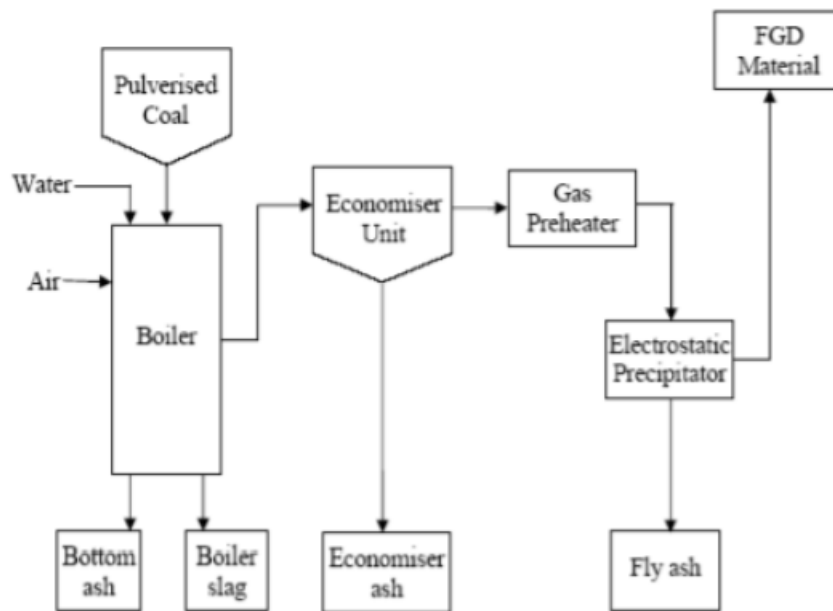 FGD
Material
Pulverised
Coal
Water
Economiser
Unit
Gas
Preheater
Air
Boiler
Electrostatic
Precipitator
Bottom
ash
Boiler
slag
Economiser
ash
Fly ash